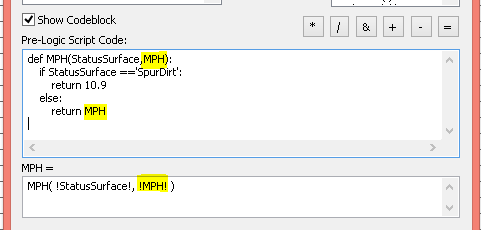 Show Codeblock
* / & + - =
Pre-Logic Script Code:
def MPH(StatusSurface,MPH):
if StatusSurface =='SpurDirt':
return 10.9
else:
return MPH
MPH =
MPH( !StatusSurface!, !MPH! )